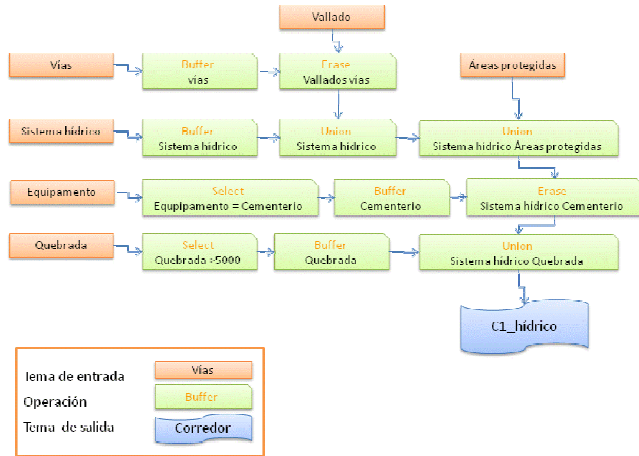 Vallado
Vías
Buffer
vías
Erase
Vallados vías
Áreas protegidas
Sistema hídrico
Buffer
Sistema hídrico
Union
Sistema hídrico
Union
Sistema hídrico Áreas protegidas
Equipamento
Select
Equpipamento = Cementerio
Buffer
Cementerio
Erase
Sistema hídrico Cementerio
Quebrada
Select
Quebrada >5000
Buffer
Quebrada
Union
Sistema hídrico Quebrada
C1_hídrico
Tema de entrada
Vías
Operación
Buffer
Tema de salida
Corredor